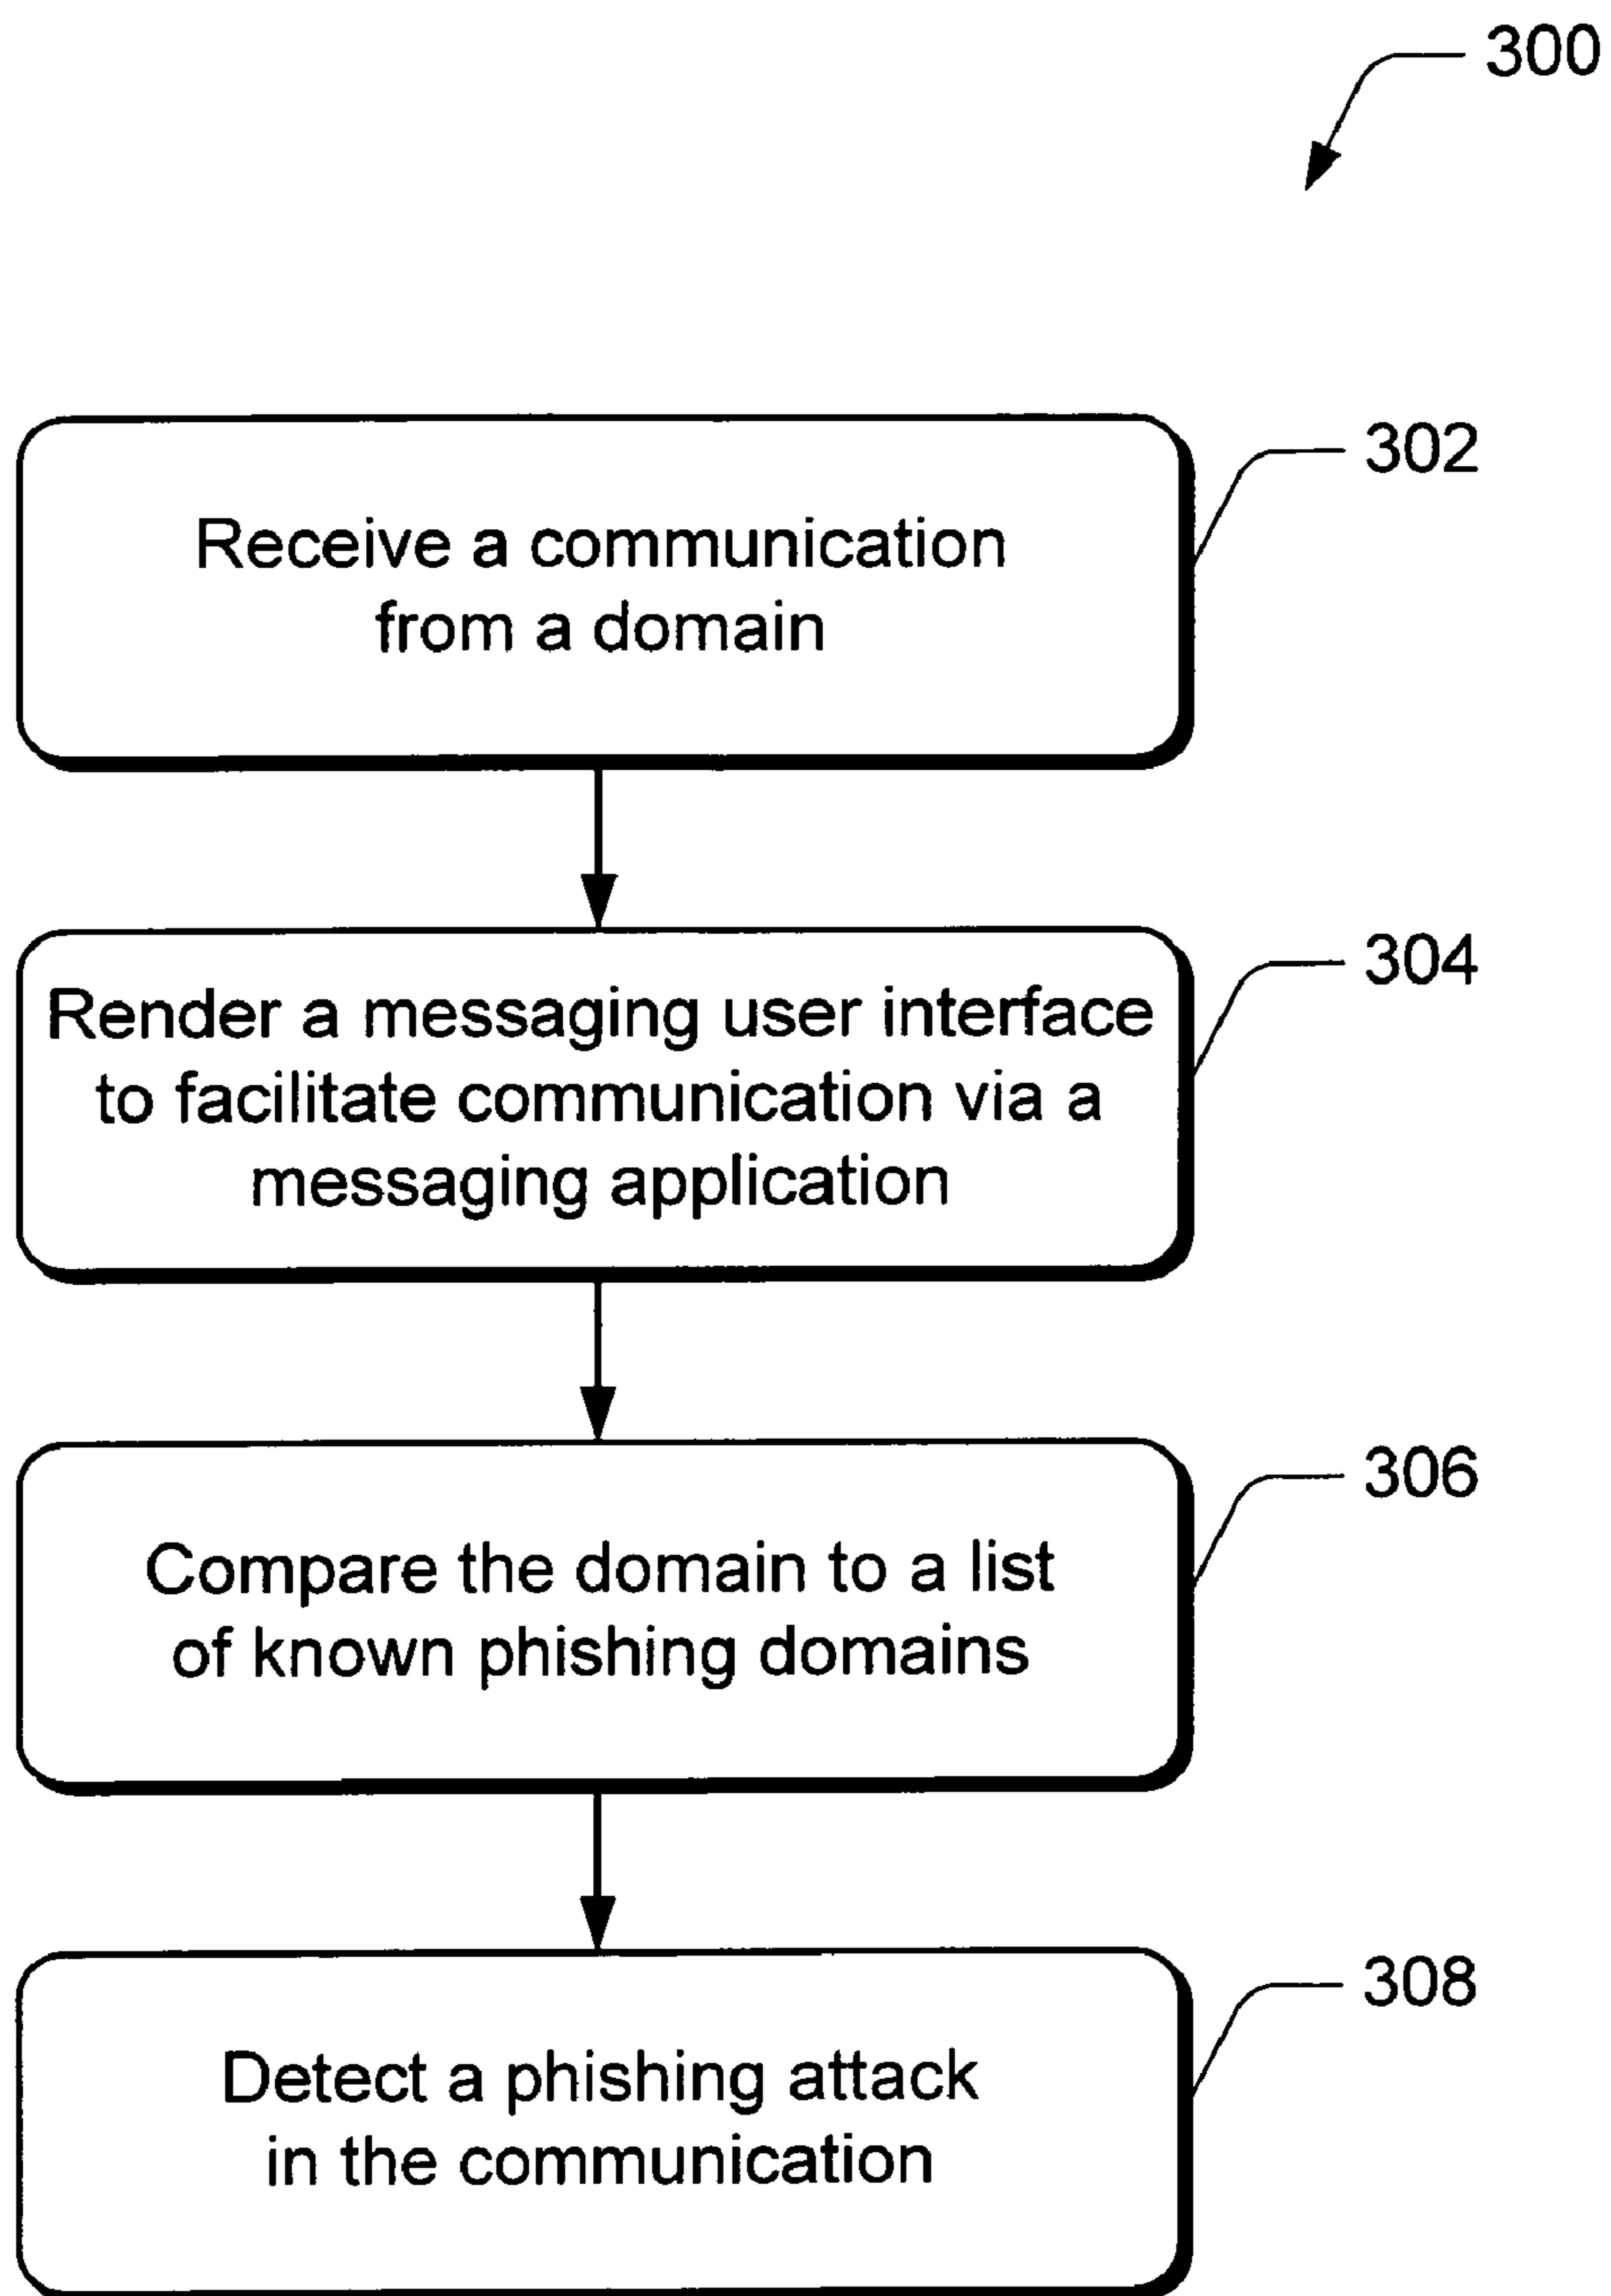 300
302
Receive a communication
from a domain
304
Render a messaging user interface
to facilitate communication via a
messaging application
306
Compare the domain to a list
of known phishing domains
308
Detect a phishing attack
in the communication